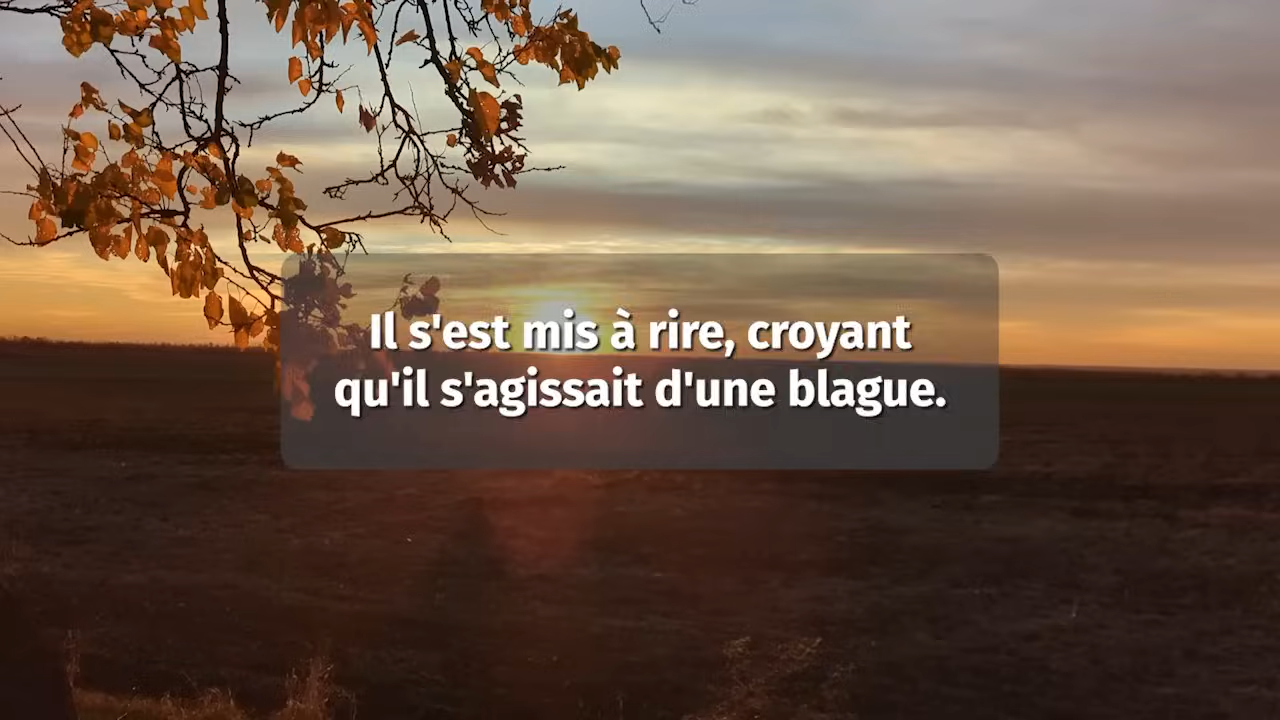 Il s'est mis à rire, croyant
qu'il s'agissait d'une blague.